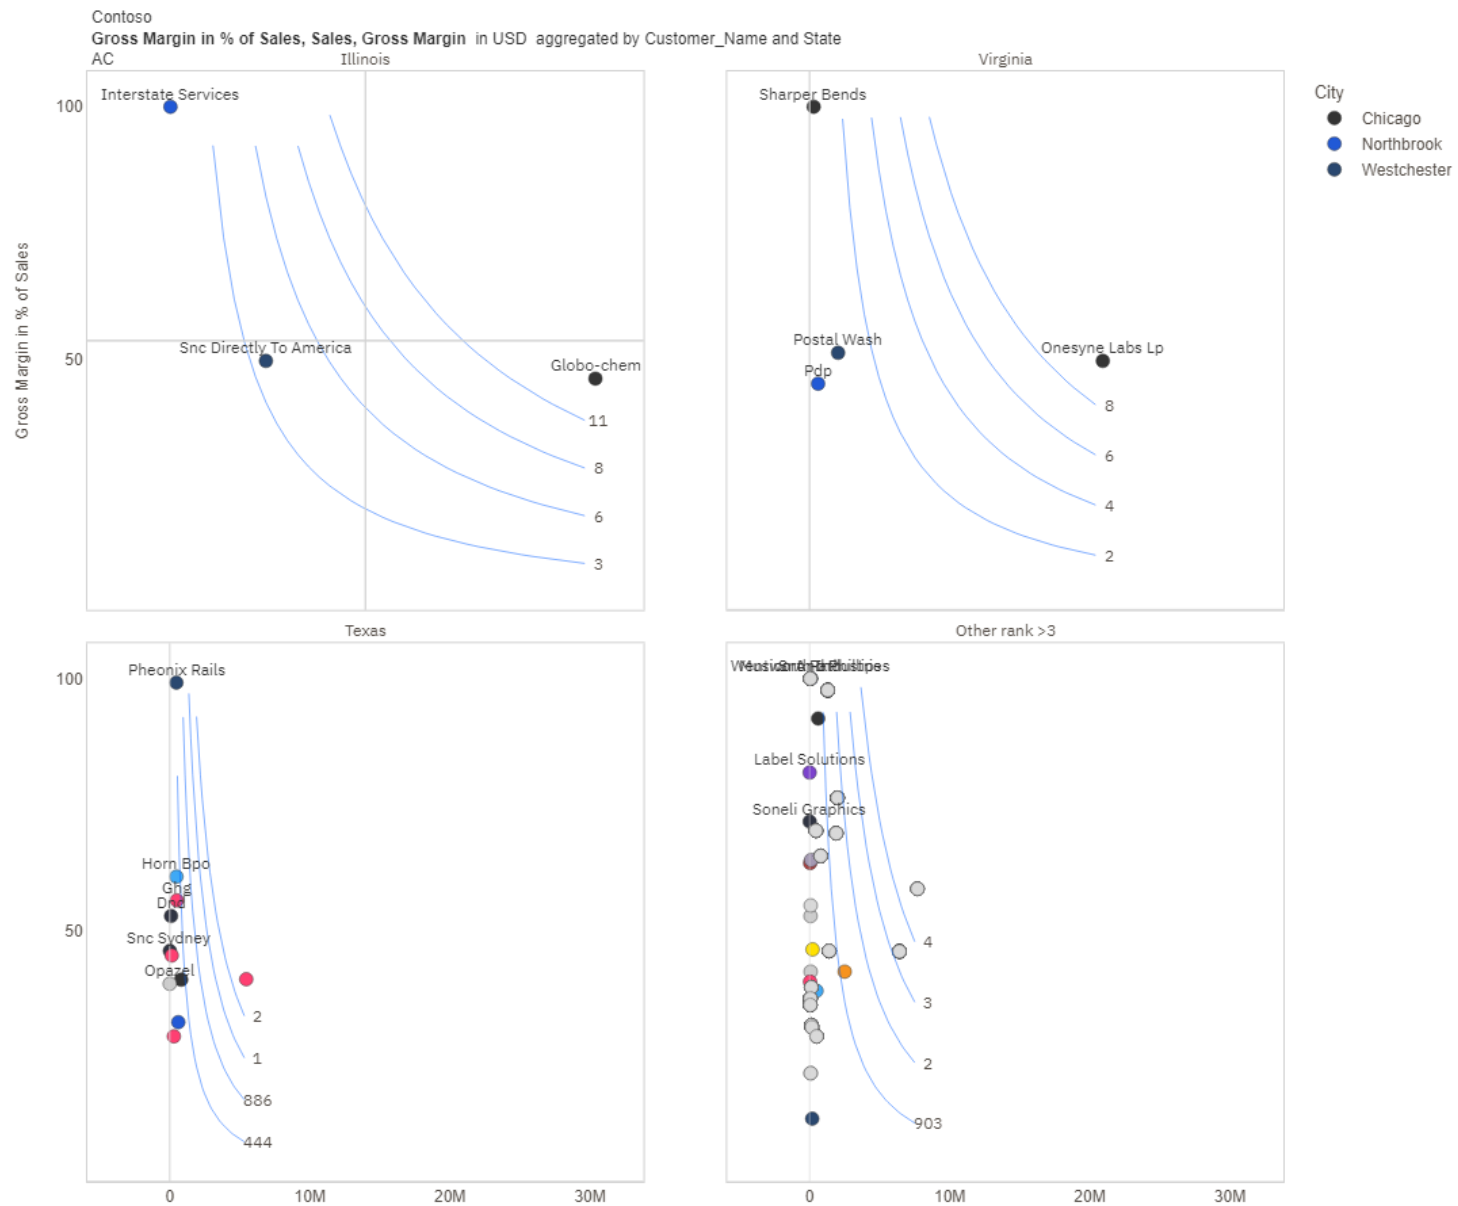 Contoso
Gross Margin in % of Sales, Sales, Gross Margin in USD aggregated by Customer_Name and State
AC
Illinois
Virginia
City
Chicago
Northbrook
Westchester
Gross Margin in % of Sales
100
50
Interstate Services
Snc Directly To America
Globo-chem
11
8
6
3
Sharper Bends
Postal Wash
Pdp
Onesyne Labs Lp
8
6
4
2
Texas
Other rank >3
100
50
Pheonix Rails
Horn Bpo
Ghg
Dnd
Snc Sydney
Opazel
2
1
886
444
0 10M 20M 30M
Label Solutions
Soneli Graphics
4
3
2
903
0 10M 20M 30M